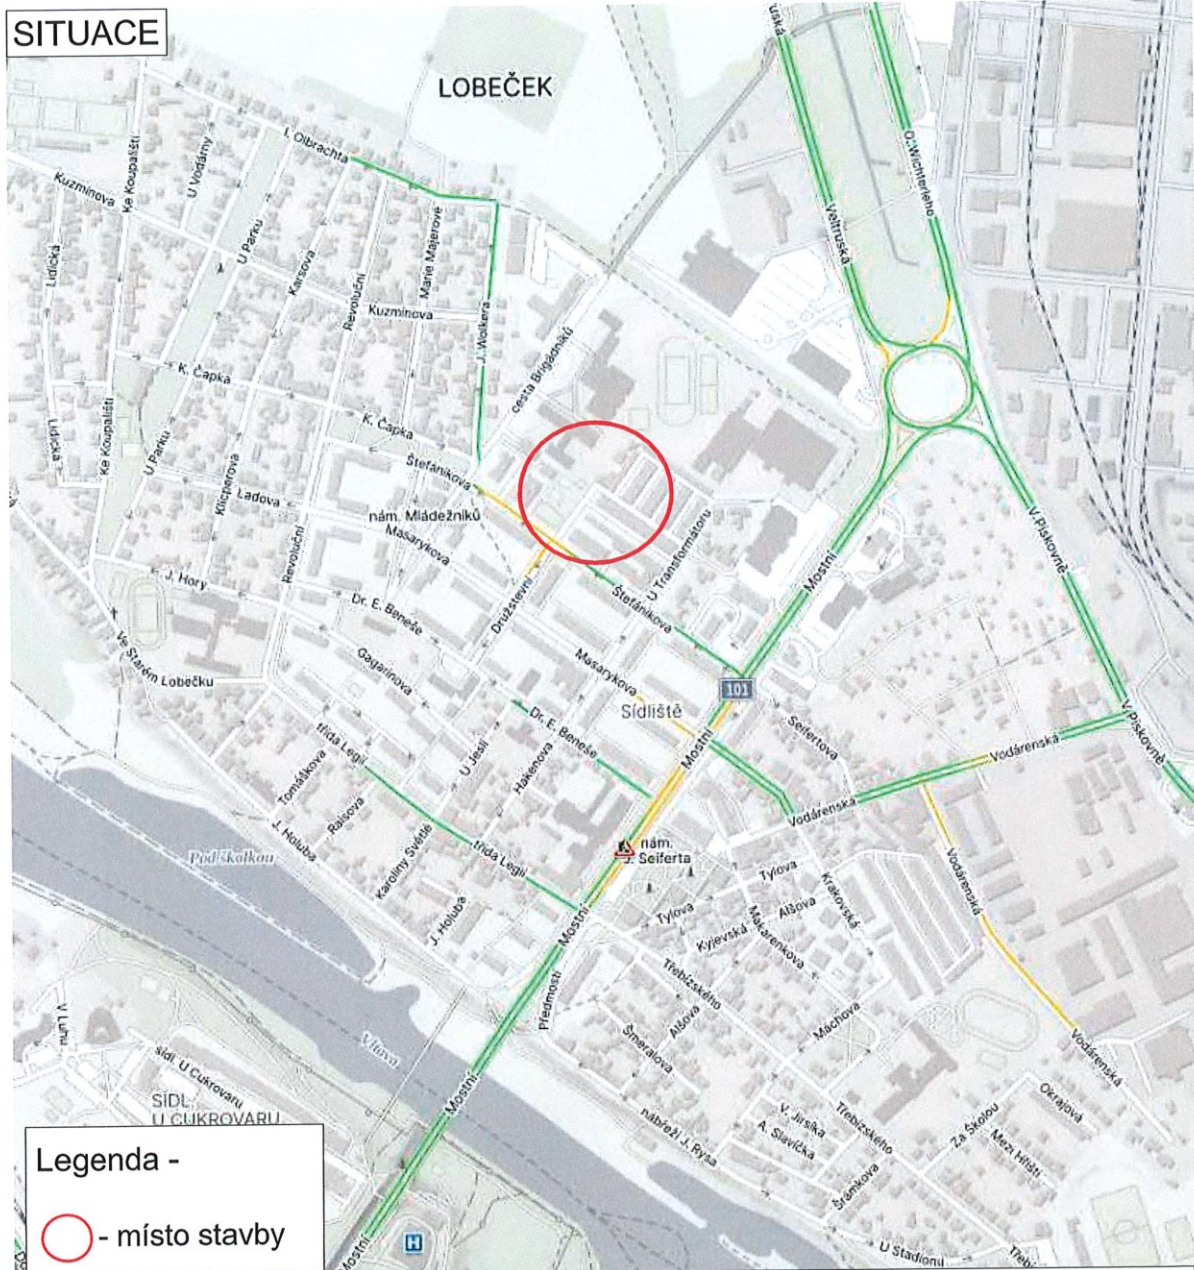 SITUACE
LOBEČEK
I. Olbrachta
Ke Koupališti
U Vodárny
Kuzminova
Lidická
U Parku
Karsova
Revoluční
Marie Majerové
Kuzminova
J. Wolkera
cesta Brigádníků
Veltruská
O. Wichterleho
K. Čapka
K. Čapka
Lidická
Ke Koupališti
U Parku
Klicperova
Ladova
Štefánikova
nám. Mládežníků
Masarykova
Revoluční
J. Hory
Dr. E. Beneše
Družstevní
U Transformátoru
Štefánikova
Mostní
V. Pískovně
Ve Starém Lobečku
Gagarinova
Masarykova
Sídliště
101
Seifertova
V. Pískovně
Vodárenská
třída Legií
U Jeslí
Dr. E. Beneše
Hakenova
Mostní
Tomáškova
Raisova
J. Holuba
Karoliny Světlé
třída Legií
nám.
J. Seiferta
Vodárenská
Vodárenská
Pod školkou
J. Holuba
Tylova
Tylova
Krakovská
Alšova
Makarenkova
Kyjevská
Mostní
Předmostí
Třebízského
Alšova
Šmeralova
Máchova
Vodárenská
V Luhu
sídl. U Cukrovaru
SÍDL.
U CUKROVARU
Vltava
Mostní
nábřeží J. Rysa
V. Jirsíka
A. Slavíčka
Třebízského
Za Školou
Okrajová
Mezi Hřišti
Šrámkova
U Stadionu
H
Mostní
Legenda -
- místo stavby